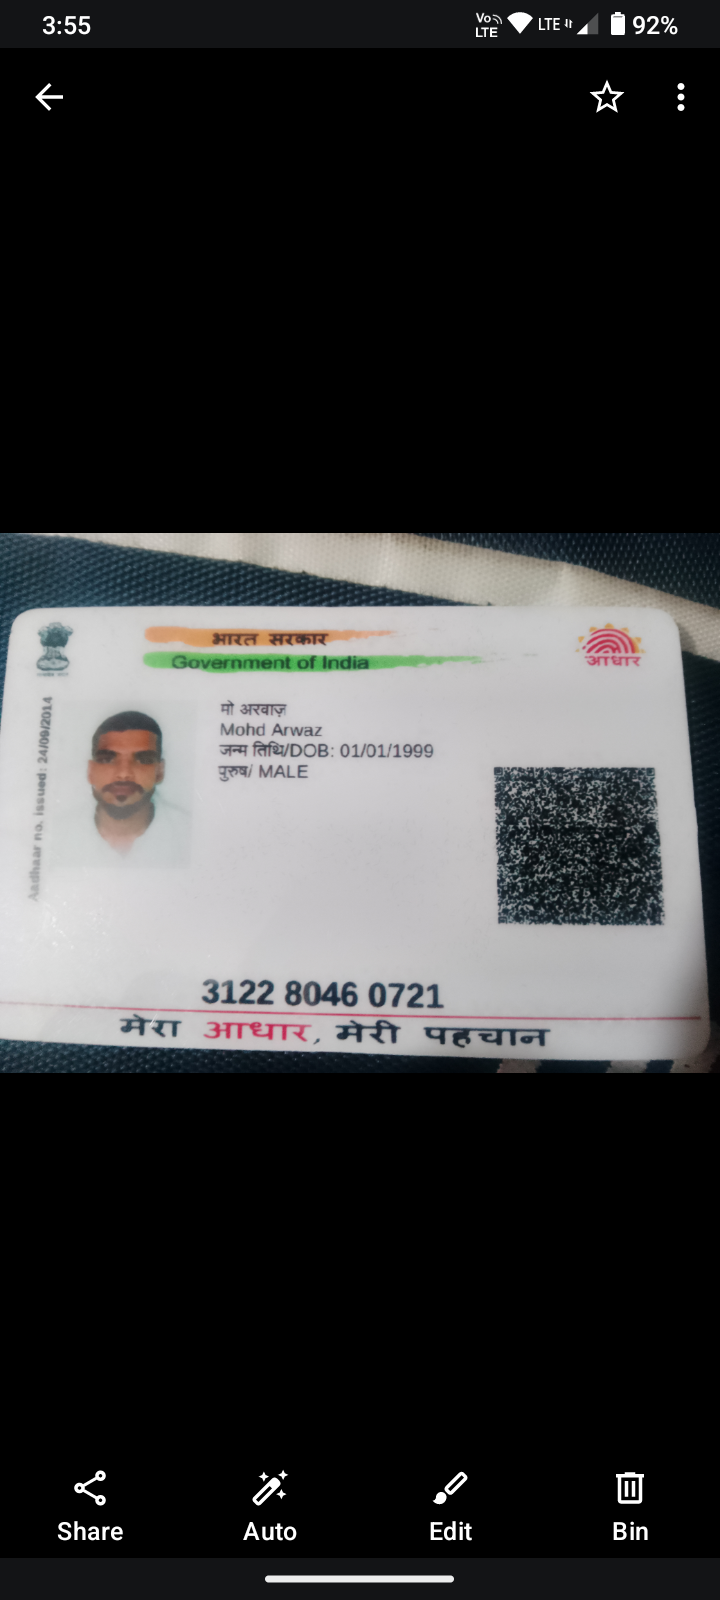 3:55
Vo LTE LTE 92%
भारत सरकार
Government of India
आधार
Aadhaar no. issued: 24/09/2014
मो अरवाज़
Mohd Arwaz
जन्म तिथि/DOB: 01/01/1999
पुरुष/ MALE
3122 8046 0721
मेरा आधार, मेरी पहचान
Share Auto Edit Bin